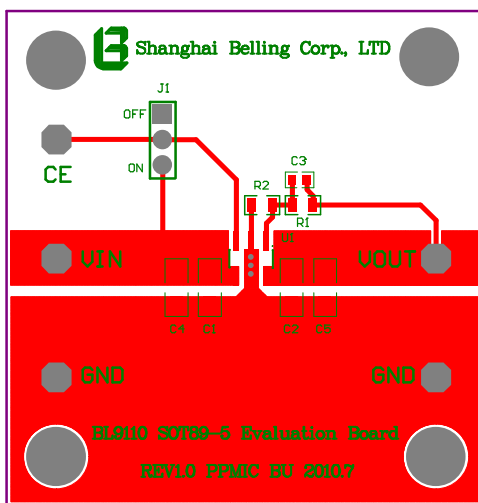 Shanghai Belling Corp., LTD
J1
OFF
CE
ON
C3
R2
R1
VIN
VOUT
C4
C1
C2
C5
GND
GND
BL9110 SOT89-5 Evaluation Board
REV1.0 PPMIC BU 2010.7